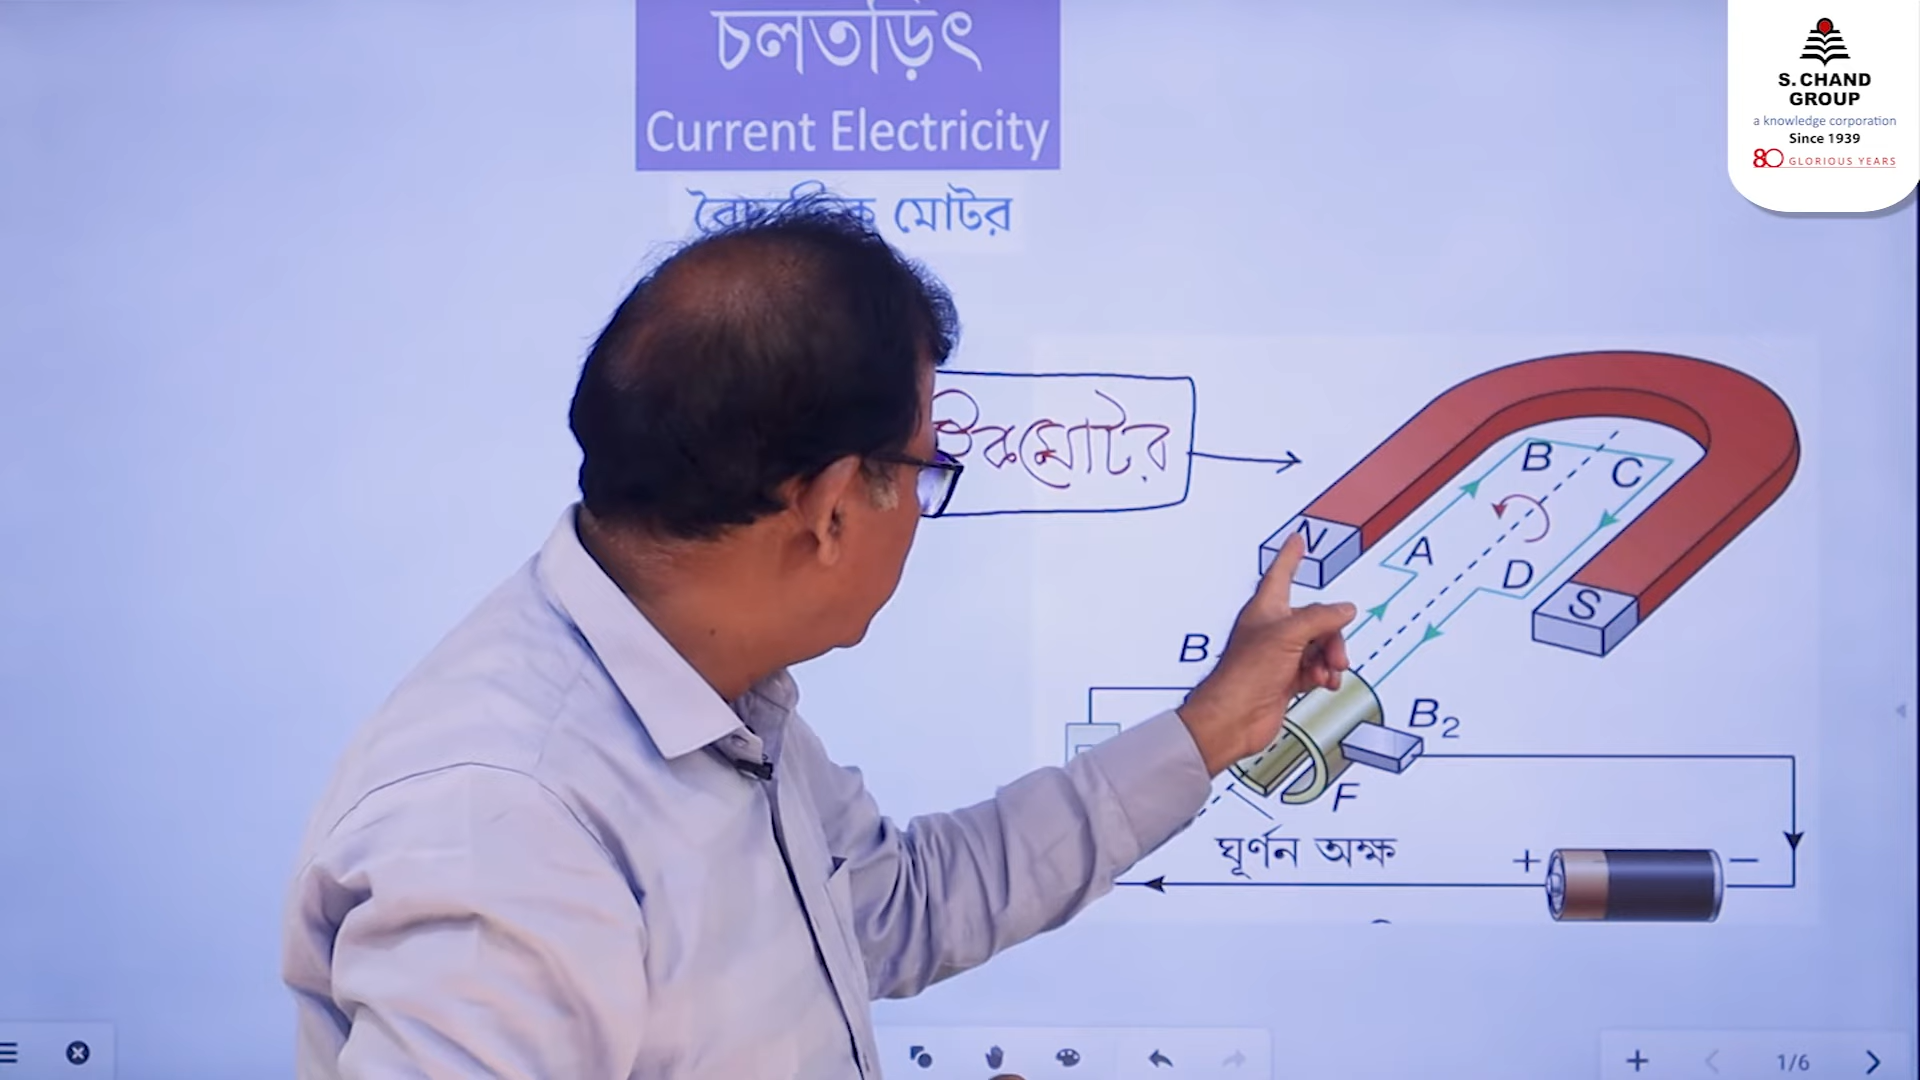 চলতড়িৎ
Current Electricity
মোটর
S. CHAND
GROUP
a knowledge corporation
Since 1939
80 GLORIOUS YEARS
মোটর
B
C
N
A
D
S
B
B2
F
ঘূর্ণন অক্ষ
+
−
1/6